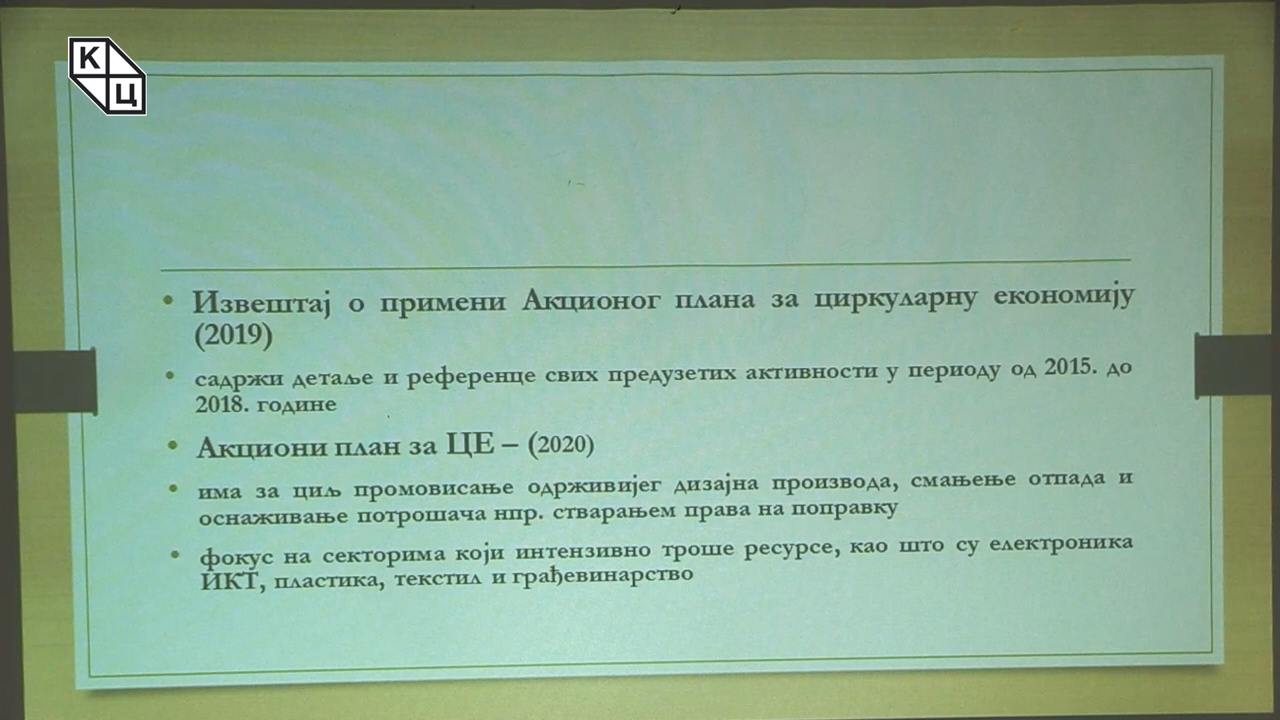 К
Ц
• Извештај о примени Акционог плана за циркуларну економију
(2019)
• садржи детаље и референце свих предузетих активности у периоду од 2015. до
2018. године
• Акциони план за ЦЕ – (2020)
• има за циљ промовисање одрживијег дизајна производа, смањење отпада и
оснаживање потрошача нпр. стварањем права на поправку
• фокус на секторима који интензивно троше ресурсе, као што су електроника
ИКТ, пластика, текстил и грађевинарство